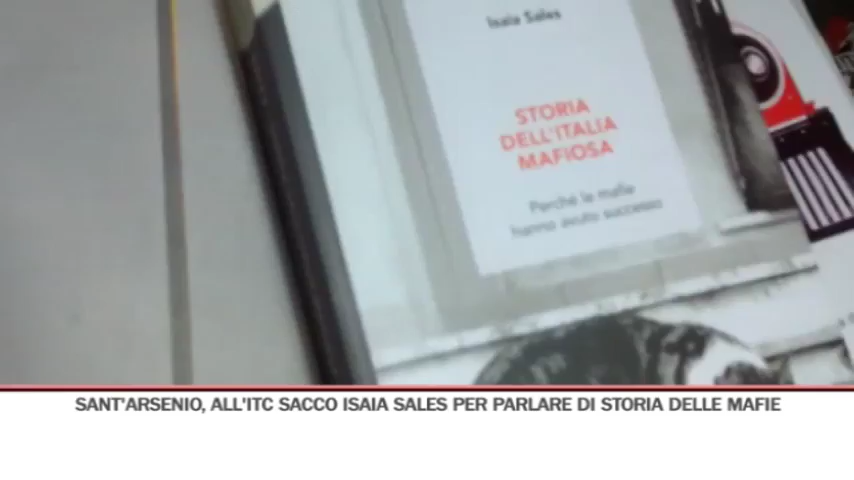 Isaia Sales
STORIA
DELL'ITALIA
MAFIOSA
Perché le mafie
hanno avuto successo
SANT'ARSENIO, ALL'ITC SACCO ISAIA SALES PER PARLARE DI STORIA DELLE MAFIE